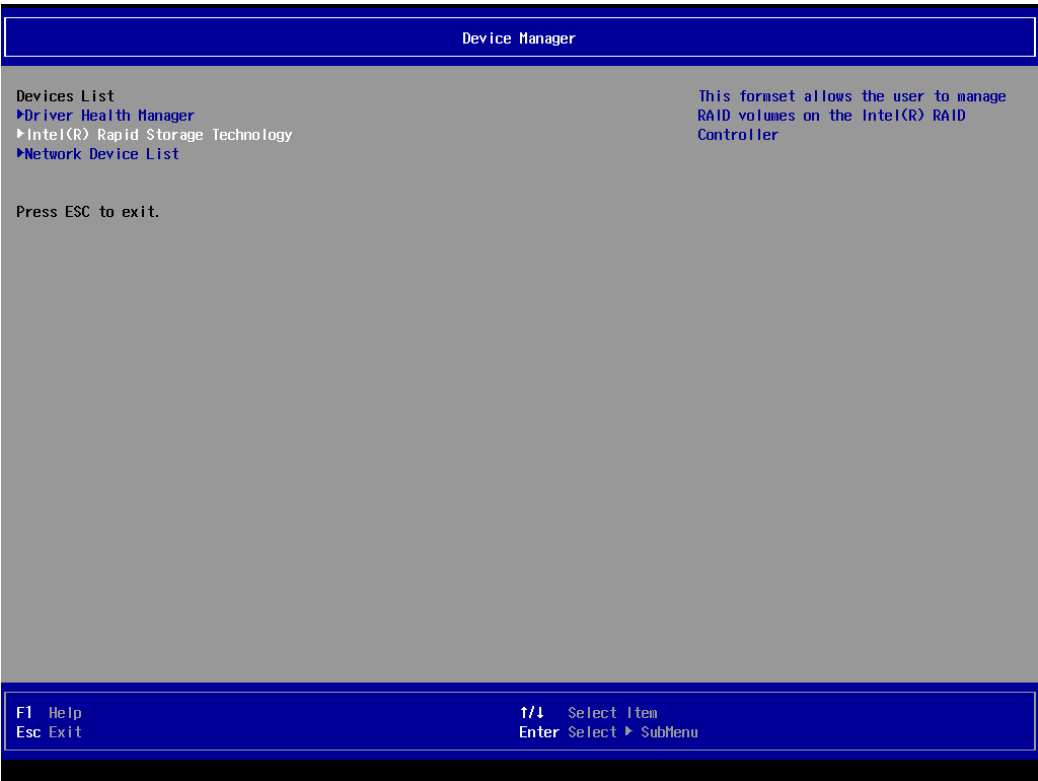 Device Manager
Devices List
▶Driver Health Manager
▶Intel(R) Rapid Storage Technology
▶Network Device List
Press ESC to exit.
This formset allows the user to manage
RAID volumes on the Intel(R) RAID
Controller
F1 Help
Esc Exit
↑/↓ Select Item
Enter Select ▶ SubMenu